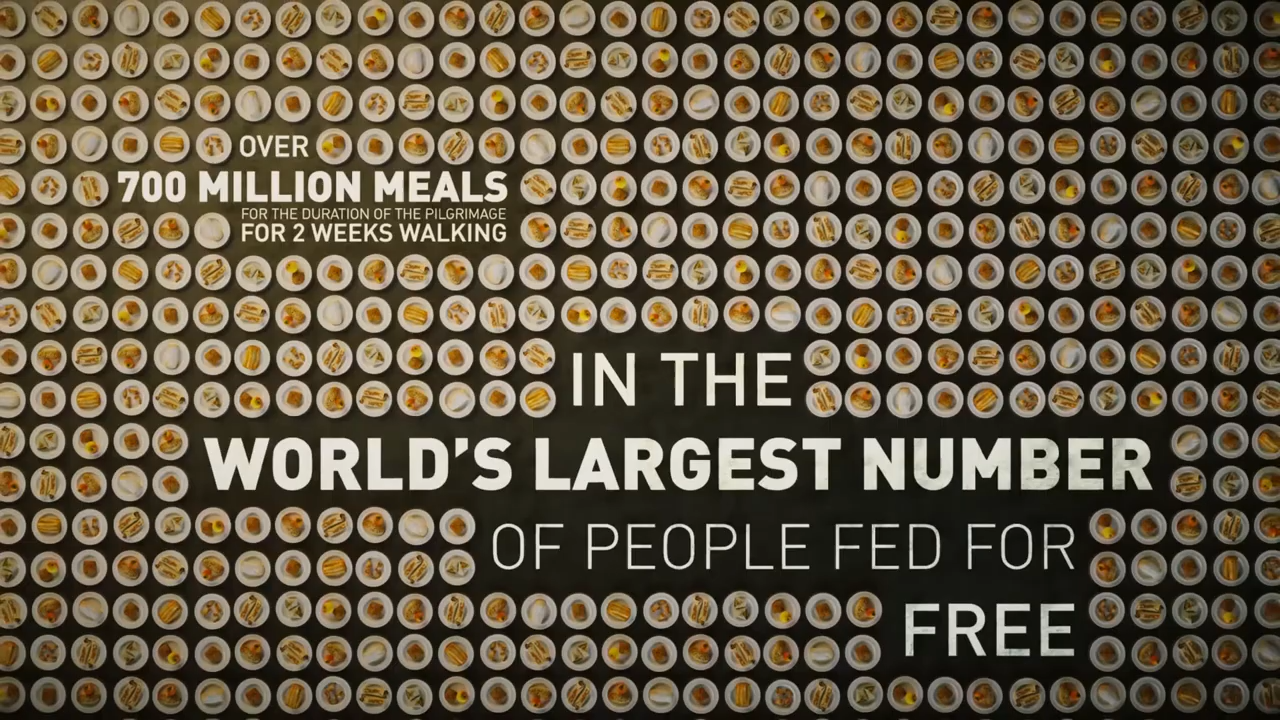 OVER
700 MILLION MEALS
FOR THE DURATION OF THE PILGRIMAGE
FOR 2 WEEKS WALKING
IN THE
WORLD'S LARGEST NUMBER
OF PEOPLE FED FOR
FREE